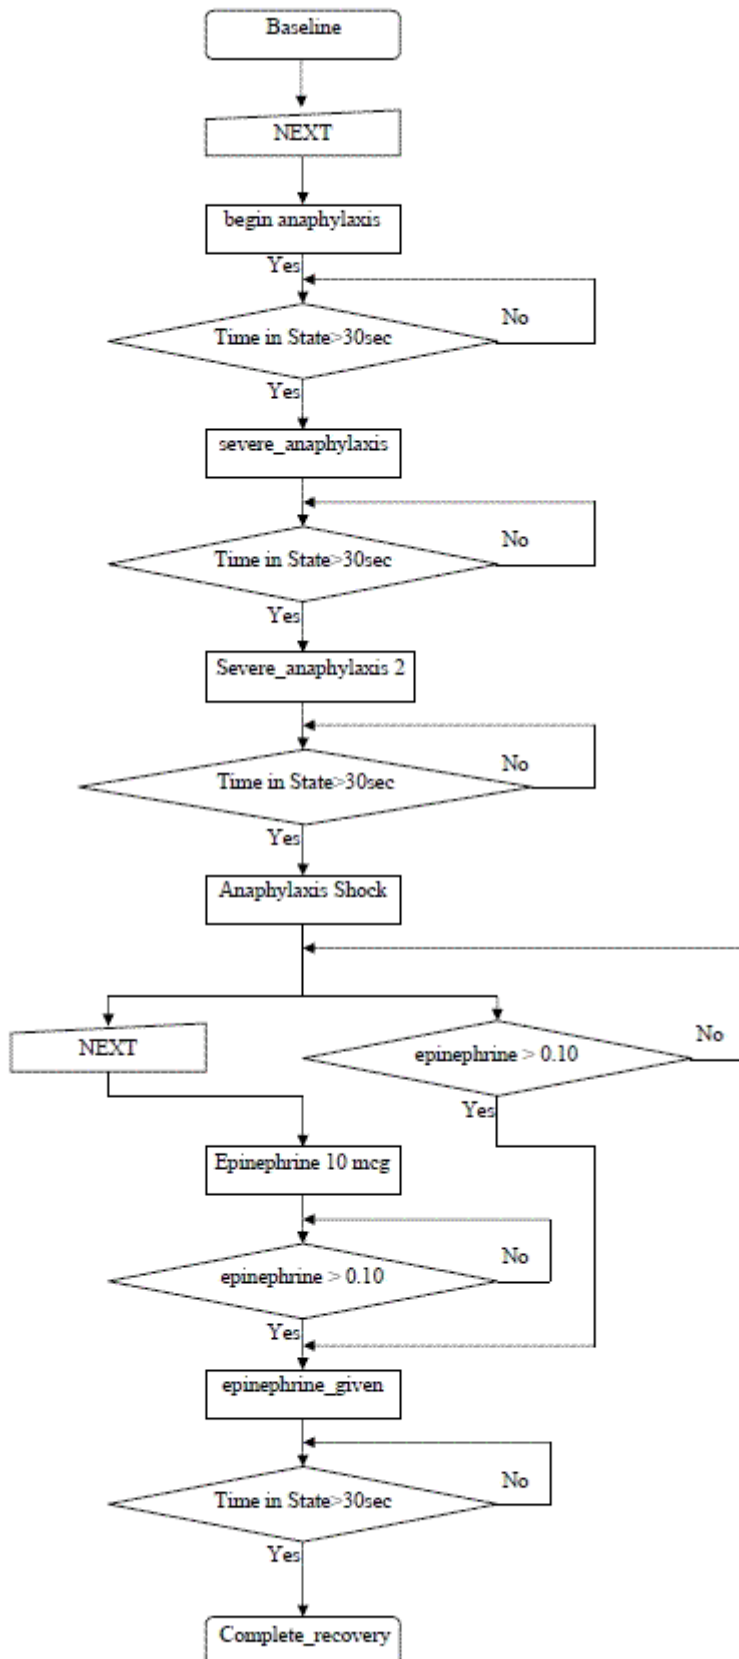 Baseline
NEXT
begin anaphylaxis
Yes
No
Time in State>30sec
Yes
severe_anaphylaxis
No
Time in State>30sec
Yes
Severe_anaphylaxis 2
No
Time in State>30sec
Yes
Anaphylaxis Shock
NEXT
epinephrine > 0.10
No
Yes
Epinephrine 10 mcg
No
epinephrine > 0.10
Yes
epinephrine_given
No
Time in State>30sec
Yes
Complete_recovery